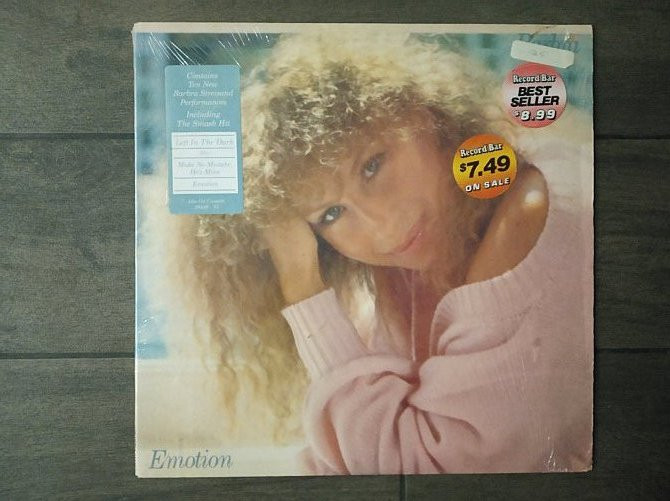 Contains
Ten New
Barbra Streisand
Performances
Including
The Smash Hit
Left In The Dark
Make No Mistake,
He's Mine
Emotion
Record Bar
BEST
SELLER
$8.99
Record Bar
$7.49
ON SALE
Emotion